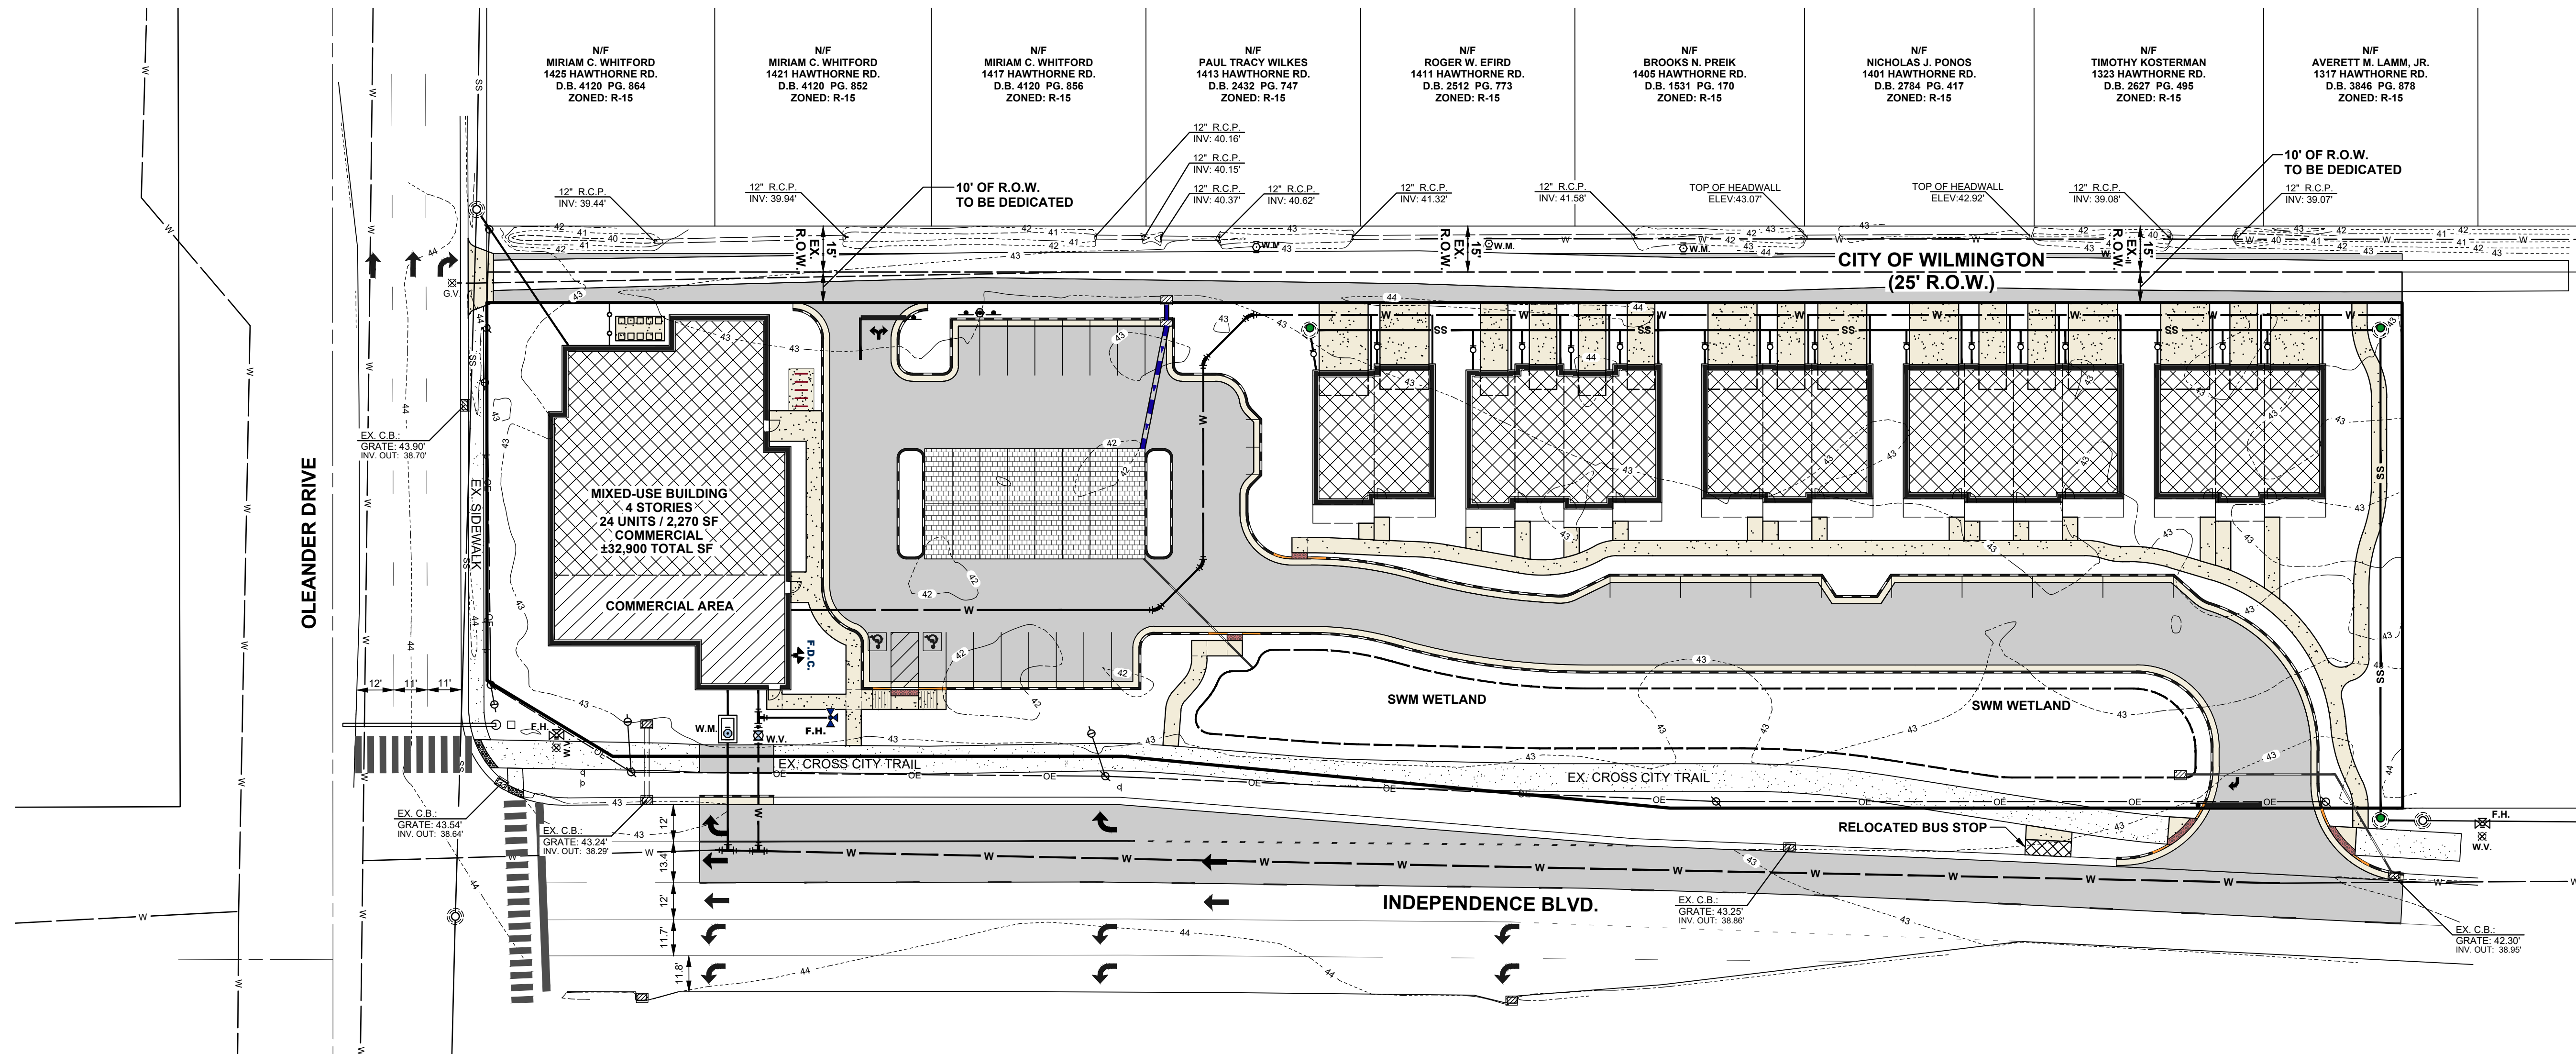 N/F
MIRIAM C. WHITFORD
1425 HAWTHORNE RD.
D.B. 4120 PG. 864
ZONED: R-15
N/F
MIRIAM C. WHITFORD
1421 HAWTHORNE RD.
D.B. 4120 PG. 852
ZONED: R-15
N/F
MIRIAM C. WHITFORD
1417 HAWTHORNE RD.
D.B. 4120 PG. 856
ZONED: R-15
N/F
PAUL TRACY WILKES
1413 HAWTHORNE RD.
D.B. 2432 PG. 747
ZONED: R-15
N/F
ROGER W. EFIRD
1411 HAWTHORNE RD.
D.B. 2512 PG. 773
ZONED: R-15
N/F
BROOKS N. PREIK
1405 HAWTHORNE RD.
D.B. 1531 PG. 170
ZONED: R-15
N/F
NICHOLAS J. PONOS
1401 HAWTHORNE RD.
D.B. 2784 PG. 417
ZONED: R-15
N/F
TIMOTHY KOSTERMAN
1323 HAWTHORNE RD.
D.B. 2627 PG. 495
ZONED: R-15
N/F
AVERETT M. LAMM, JR.
1317 HAWTHORNE RD.
D.B. 3846 PG. 878
ZONED: R-15
12" R.C.P.
INV: 40.16'
12" R.C.P.
INV: 40.15'
12" R.C.P.
INV: 39.44'
12" R.C.P.
INV: 39.94'
10' OF R.O.W.
TO BE DEDICATED
12" R.C.P.
INV: 40.37'
12" R.C.P.
INV: 40.62'
12" R.C.P.
INV: 41.32'
12" R.C.P.
INV: 41.58'
TOP OF HEADWALL
ELEV:43.07'
TOP OF HEADWALL
ELEV:42.92'
12" R.C.P.
INV: 39.08'
10' OF R.O.W.
TO BE DEDICATED
12" R.C.P.
INV: 39.07'
15'
EX.
R.O.W.
15'
EX.
R.O.W.
15'
EX.
R.O.W.
W.M.
W.M.
W.M.
CITY OF WILMINGTON
(25' R.O.W.)
G.V.
EX. C.B.:
GRATE: 43.90'
INV. OUT: 38.70'
OLEANDER DRIVE
EX. SIDEWALK
MIXED-USE BUILDING
4 STORIES
24 UNITS / 2,270 SF
COMMERCIAL
±32,900 TOTAL SF
COMMERCIAL AREA
F.D.C.
12'
11'
11'
SWM WETLAND
SWM WETLAND
F.H.
W.V.
W.M.
W.V.
F.H.
EX. CROSS CITY TRAIL
EX. CROSS CITY TRAIL
EX. C.B.:
GRATE: 43.54'
INV. OUT: 38.64'
EX. C.B.:
GRATE: 43.24'
INV. OUT: 38.29'
12'
13.4'
12'
11.7'
11.8'
RELOCATED BUS STOP
F.H.
W.V.
INDEPENDENCE BLVD.
EX. C.B.:
GRATE: 43.25'
INV. OUT: 38.86'
EX. C.B.:
GRATE: 42.30'
INV. OUT: 38.95'